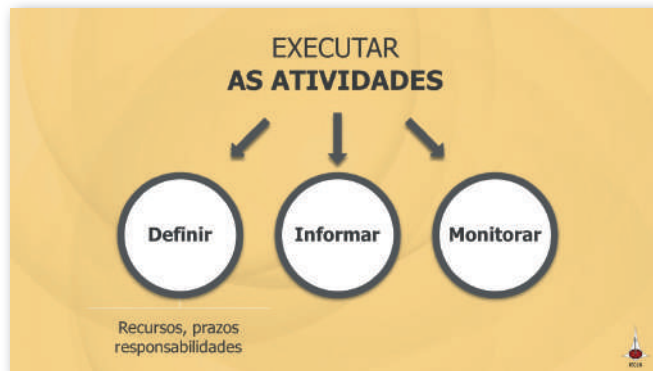 EXECUTAR
AS ATIVIDADES
Definir
Informar
Monitorar
Recursos, prazos
responsabilidades